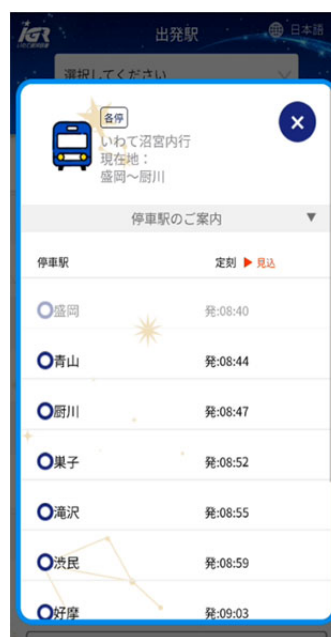 IGR
出発駅
日本語
選択してください
各停
いわて沼宮内行
現在地：
盛岡～厨川
停車駅のご案内 ▼
停車駅 定刻 ▶ 見込
盛岡 発:08:40
青山 発:08:44
厨川 発:08:47
巣子 発:08:52
滝沢 発:08:55
渋民 発:08:59
好摩 発:09:03